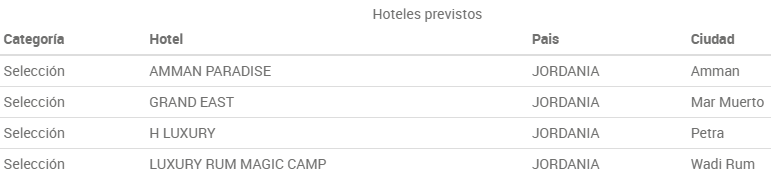 Hoteles previstos
Categoría Hotel Pais Ciudad
Selección AMMAN PARADISE JORDANIA Amman
Selección GRAND EAST JORDANIA Mar Muerto
Selección H LUXURY JORDANIA Petra
Selección LUXURY RUM MAGIC CAMP JORDANIA Wadi Rum